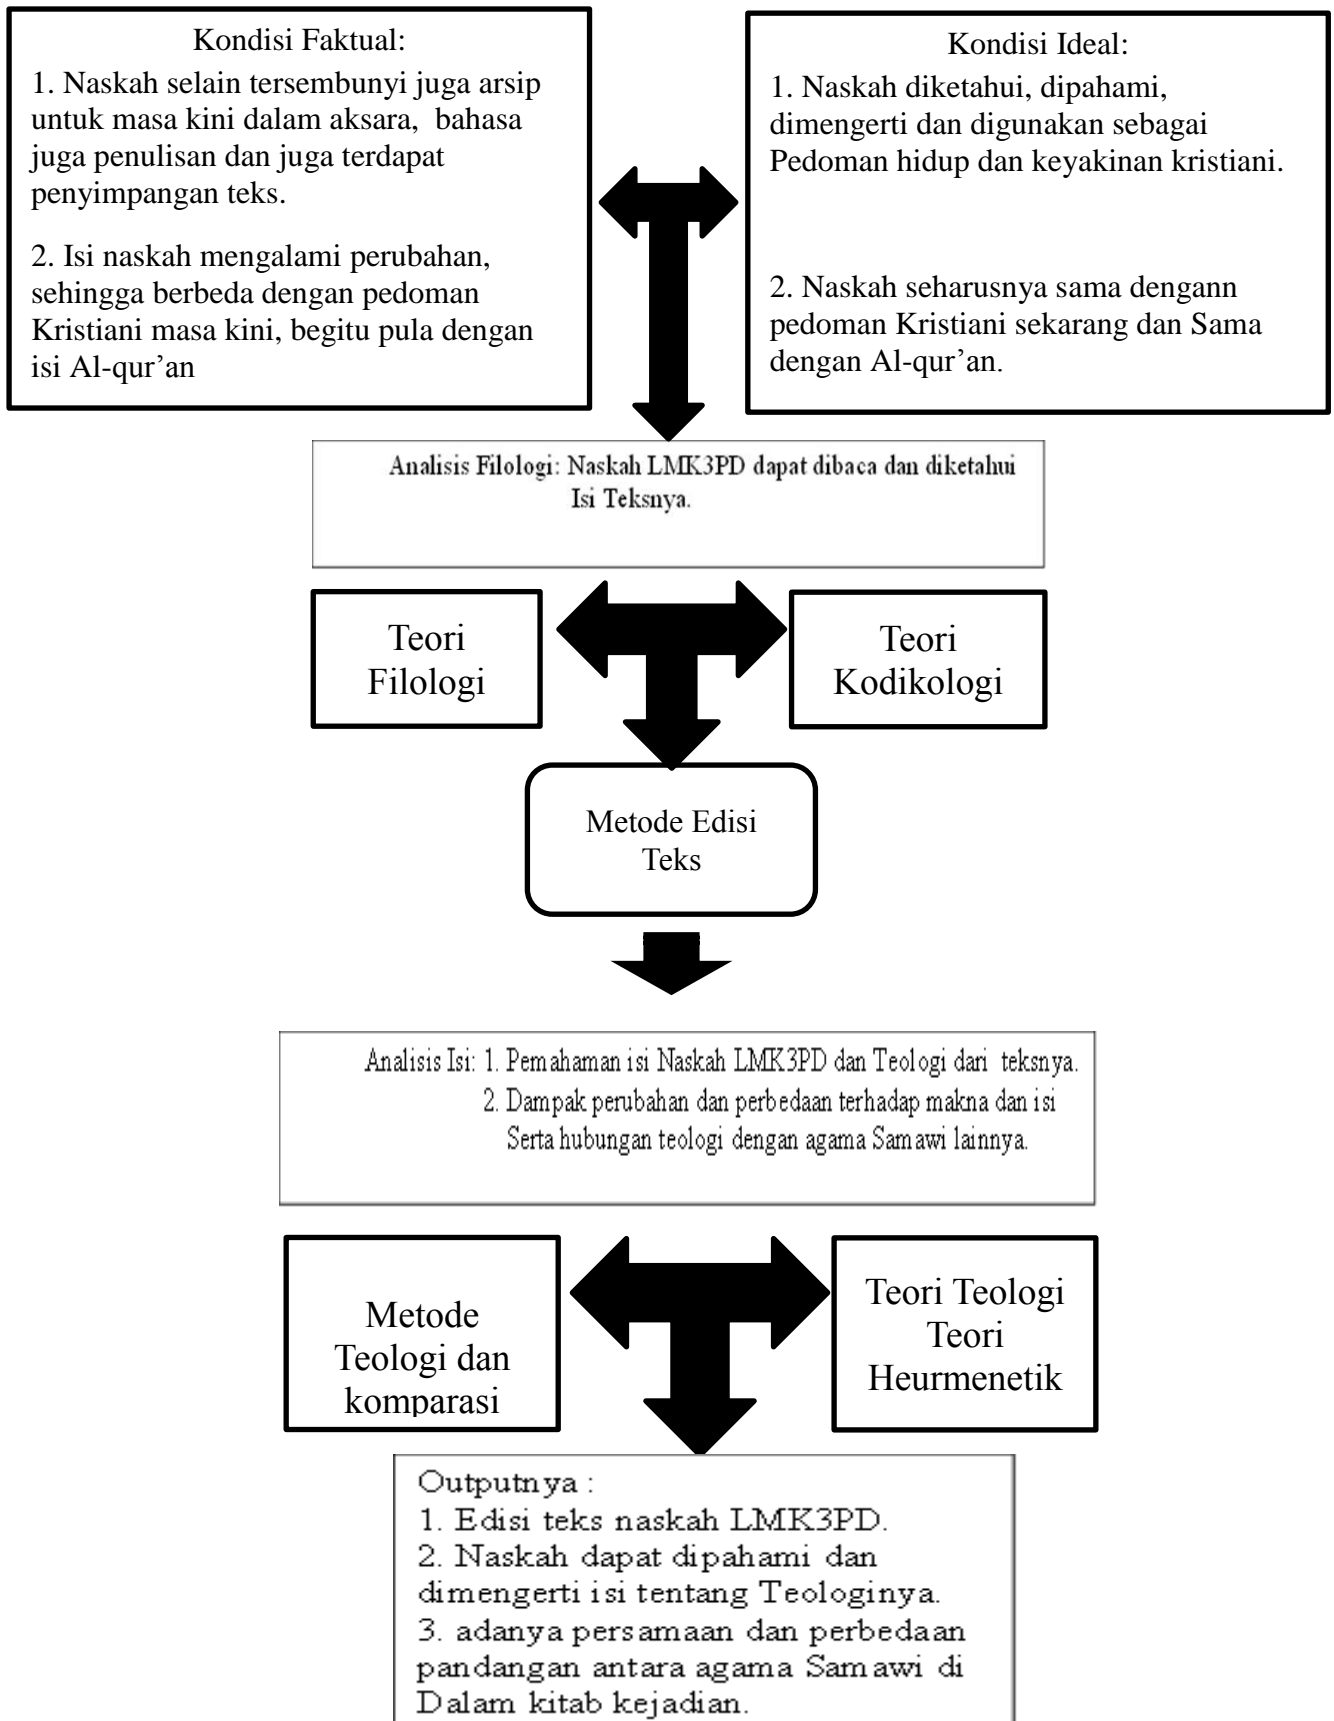 Kondisi Faktual:
1. Naskah selain tersembunyi juga arsip
untuk masa kini dalam aksara, bahasa
juga penulisan dan juga terdapat
penyimpangan teks.
2. Isi naskah mengalami perubahan,
sehingga berbeda dengan pedoman
Kristiani masa kini, begitu pula dengan
isi Al-qur’an
Kondisi Ideal:
1. Naskah diketahui, dipahami,
dimengerti dan digunakan sebagai
Pedoman hidup dan keyakinan kristiani.
2. Naskah seharusnya sama dengann
pedoman Kristiani sekarang dan Sama
dengan Al-qur’an.
Analisis Filologi: Naskah LMK3PD dapat dibaca dan diketahui
Isi Teksnya.
Teori
Filologi
Teori
Kodikologi
Metode Edisi
Teks
Analisis Isi: 1. Pemahaman isi Naskah LMK3PD dan Teologi dari teksnya.
2. Dampak perubahan dan perbedaan terhadap makna dan isi
Serta hubungan teologi dengan agama Samawi lainnya.
Metode
Teologi dan
komparasi
Teori Teologi
Teori
Heurmenetik
Outputnya :
1. Edisi teks naskah LMK3PD.
2. Naskah dapat dipahami dan
dimengerti isi tentang Teologinya.
3. adanya persamaan dan perbedaan
pandangan antara agama Samawi di
Dalam kitab kejadian.